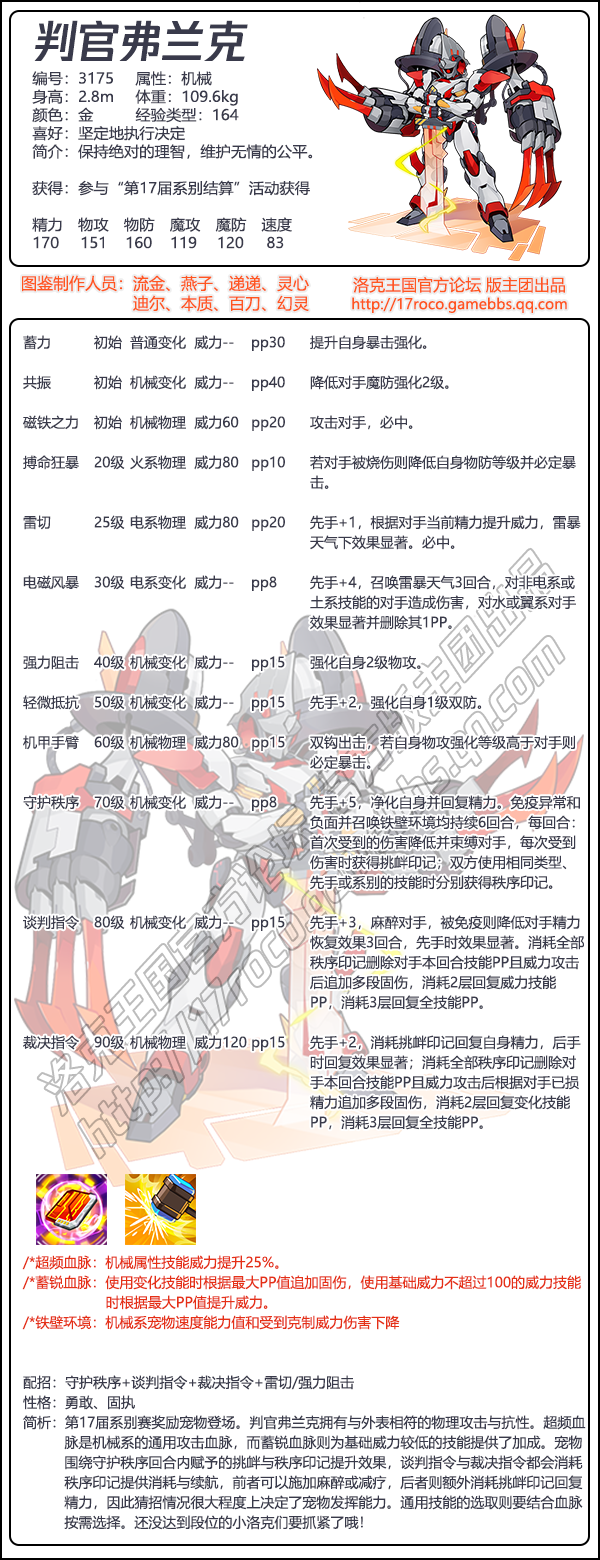 判官弗兰克
编号：3175 属性：机械
身高：2.8m 体重：109.6kg
颜色：金 经验类型：164
喜好：坚定地执行决定
简介：保持绝对的理智，维护无情的公平。
获得：参与“第17届系别结算”活动获得
精力 物攻 物防 魔攻 魔防 速度
170 151 160 119 120 83
图鉴制作人员：流金、燕子、递递、灵心
迪尔、本质、百刀、幻灵
洛克王国官方论坛 版主团出品
http://17roco.gamebbs.qq.com
蓄力 初始 普通变化 威力-- pp30 提升自身暴击强化。
共振 初始 机械变化 威力-- pp40 降低对手魔防强化2级。
磁铁之力 初始 机械物理 威力60 pp20 攻击对手，必中。
搏命狂暴 20级 火系物理 威力80 pp10 若对手被烧伤则降低自身物防等级并必定暴
击。
雷切 25级 电系物理 威力80 pp20 先手+1，根据对手当前精力提升威力，雷暴
天气下效果显著。必中。
电磁风暴 30级 电系变化 威力-- pp8 先手+4，召唤雷暴天气3回合，对非电系或
土系技能的对手造成伤害，对水或翼系对手
效果显著并删除其1PP。
强力阻击 40级 机械变化 威力-- pp15 强化自身2级物攻。
轻微抵抗 50级 机械变化 威力-- pp15 先手+2，强化自身1级双防。
机甲手臂 60级 机械物理 威力80 pp15 双钩出击，若自身物攻强化等级高于对手则
必定暴击。
守护秩序 70级 机械变化 威力-- pp8 先手+5，净化自身并回复精力。免疫异常和
负面并召唤铁壁环境均持续6回合，每回合：
首次受到的伤害降低并束缚对手，每次受到
伤害时获得挑衅印记；双方使用相同类型、
先手或系别的技能时分别获得秩序印记。
谈判指令 80级 机械变化 威力-- pp15 先手+3，麻醉对手，被免疫则降低对手精力
恢复效果3回合，先手时效果显著。消耗全部
秩序印记删除对手本回合技能PP且威力攻击
后追加多段固伤，消耗2层回复威力技能
PP，消耗3层回复全技能PP。
裁决指令 90级 机械物理 威力120 pp15 先手+2，消耗挑衅印记回复自身精力，后手
时回复效果显著；消耗全部秩序印记删除对
手本回合技能PP且威力攻击后根据对手已损
精力追加多段固伤，消耗2层回复变化技能
PP，消耗3层回复全技能PP。
洛克王国官方论坛 版主团出品
http://17roco.gamebbs.qq.com
/*超频血脉：机械属性技能威力提升25%。
/*蓄锐血脉：使用变化技能时根据最大PP值追加固伤，使用基础威力不超过100的威力技能
时根据最大PP值提升威力。
/*铁壁环境：机械系宠物速度能力值和受到克制威力伤害下降
配招：守护秩序+谈判指令+裁决指令+雷切/强力阻击
性格：勇敢、固执
简析：第17届系别赛奖励宠物登场。判官弗兰克拥有与外表相符的物理攻击与抗性。超频血
脉是机械系的通用攻击血脉，而蓄锐血脉则为基础威力较低的技能提供了加成。宠物
围绕守护秩序回合内赋予的挑衅与秩序印记提升效果，谈判指令与裁决指令都会消耗
秩序印记提供消耗与续航，前者可以施加麻醉或减疗，后者则额外消耗挑衅印记回复
精力，因此猜招情况很大程度上决定了宠物发挥能力。通用技能的选取则要结合血脉
按需选择。还没达到段位的小洛克们要抓紧了哦！